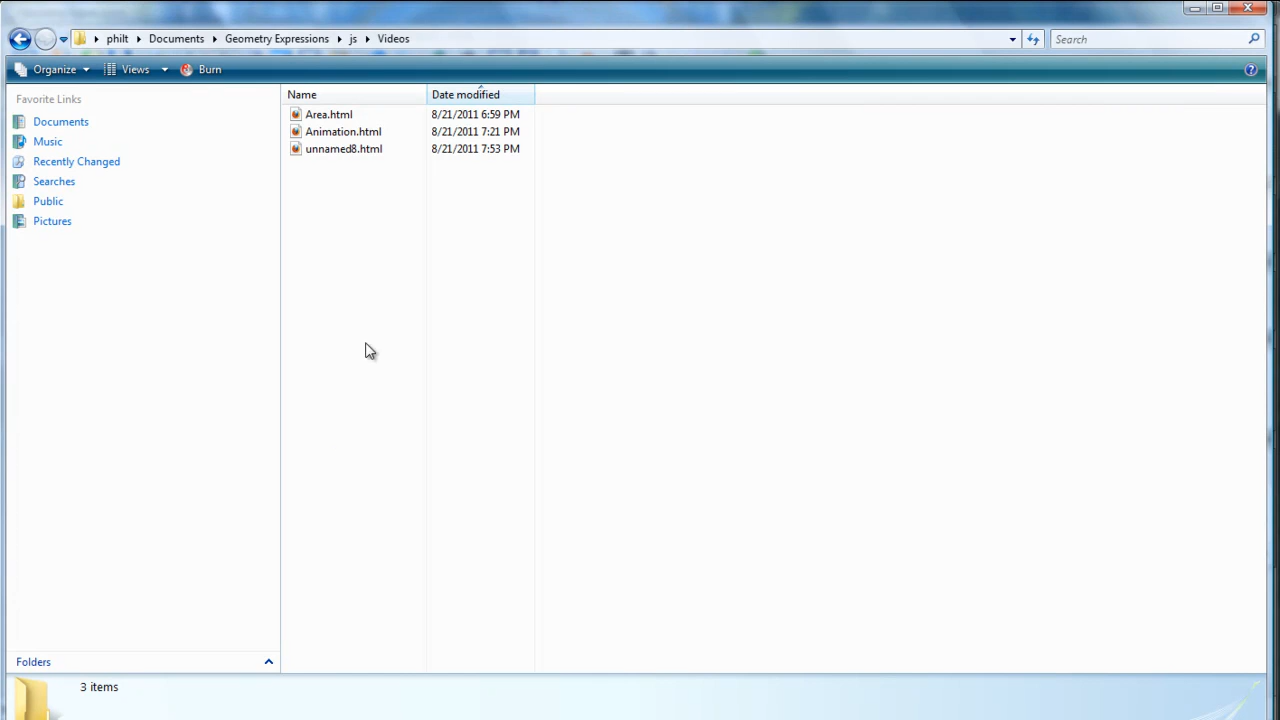 philt Documents Geometry Expressions js Videos Search
Organize Views Burn
Favorite Links
Documents
Music
Recently Changed
Searches
Public
Pictures
Folders
Name Date modified
Area.html 8/21/2011 6:59 PM
Animation.html 8/21/2011 7:21 PM
unnamed8.html 8/21/2011 7:53 PM
3 items